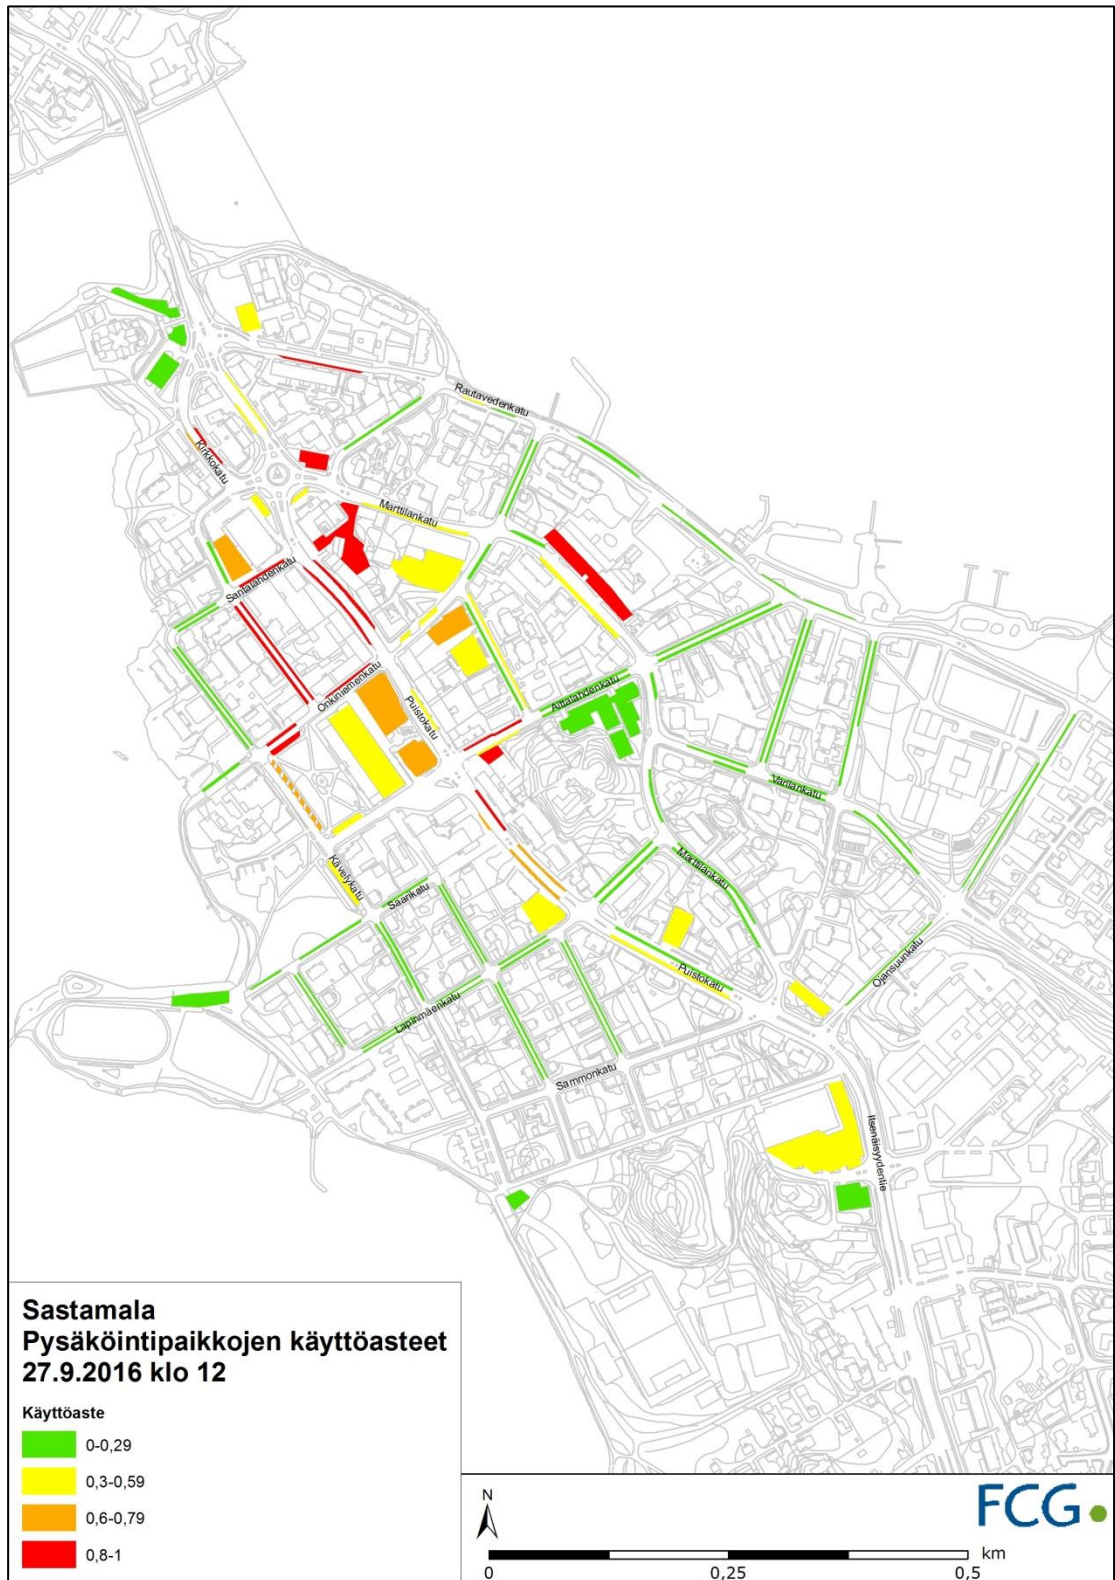 Rautavedenkatu
Kirkkokatu
Marttilankatu
Santalahdenkatu
Onkiniemenkatu
Puistokatu
Aittalahdenkatu
Varilankatu
Kävelykatu
Saankatu
Marttilankatu
Puistokatu
Ojansuunkatu
Lapinmäenkatu
Sammonkatu
Itsenäisyydentie
Sastamala
Pysäköintipaikkojen käyttöasteet
27.9.2016 klo 12
Käyttöaste
0-0,29
0,3-0,59
0,6-0,79
0,8-1
N
0 0,25 0,5 km
FCG